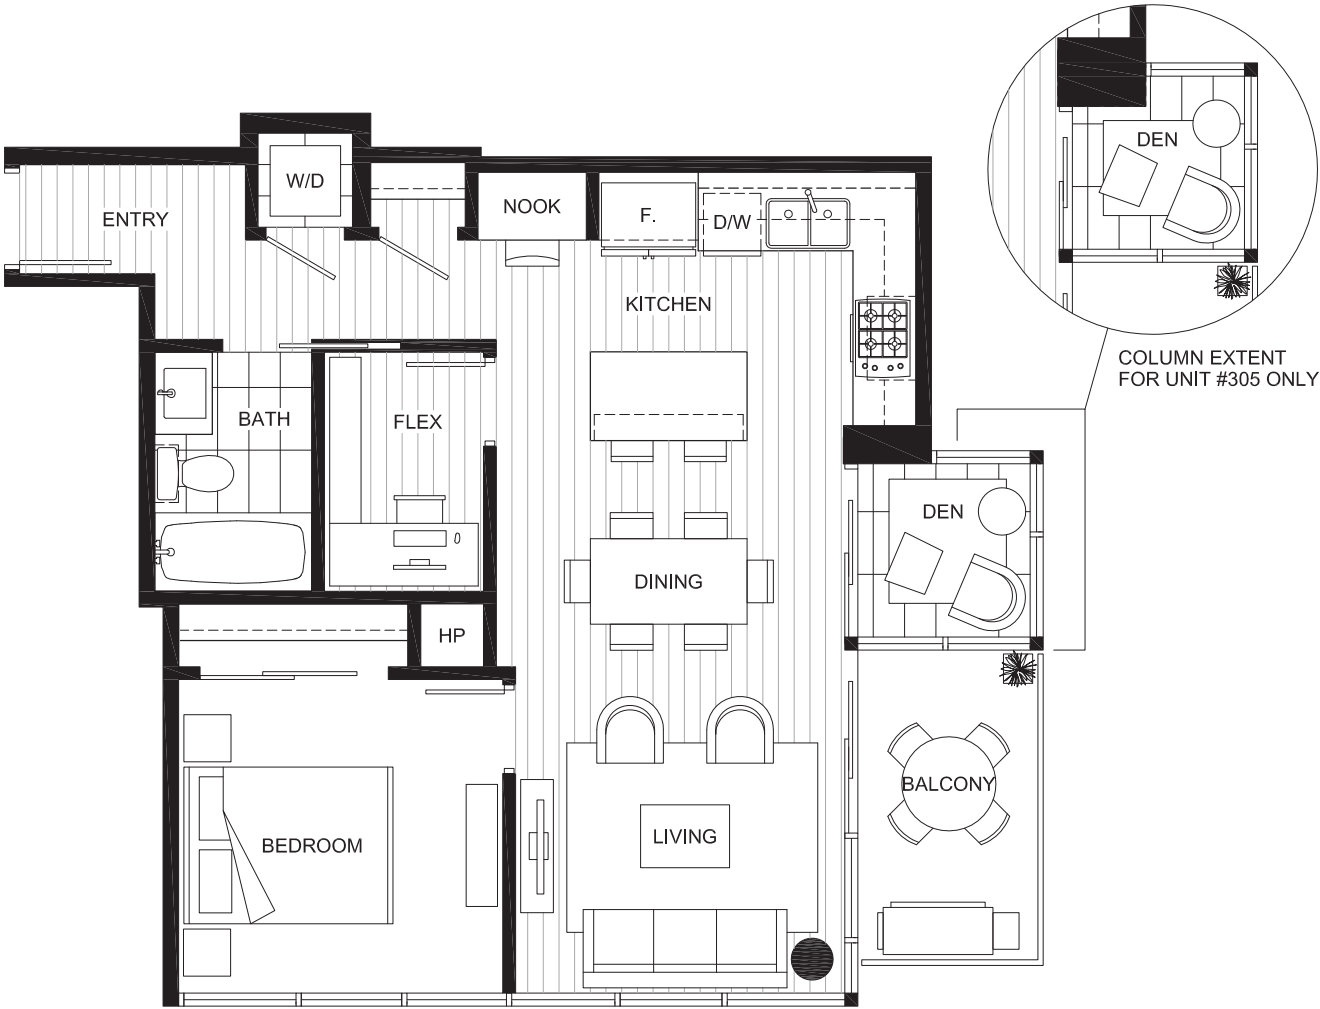 DEN
W/D
NOOK
F.
D/W
ENTRY
KITCHEN
COLUMN EXTENT
FOR UNIT #305 ONLY
BATH
FLEX
DEN
DINING
HP
BALCONY
LIVING
BEDROOM